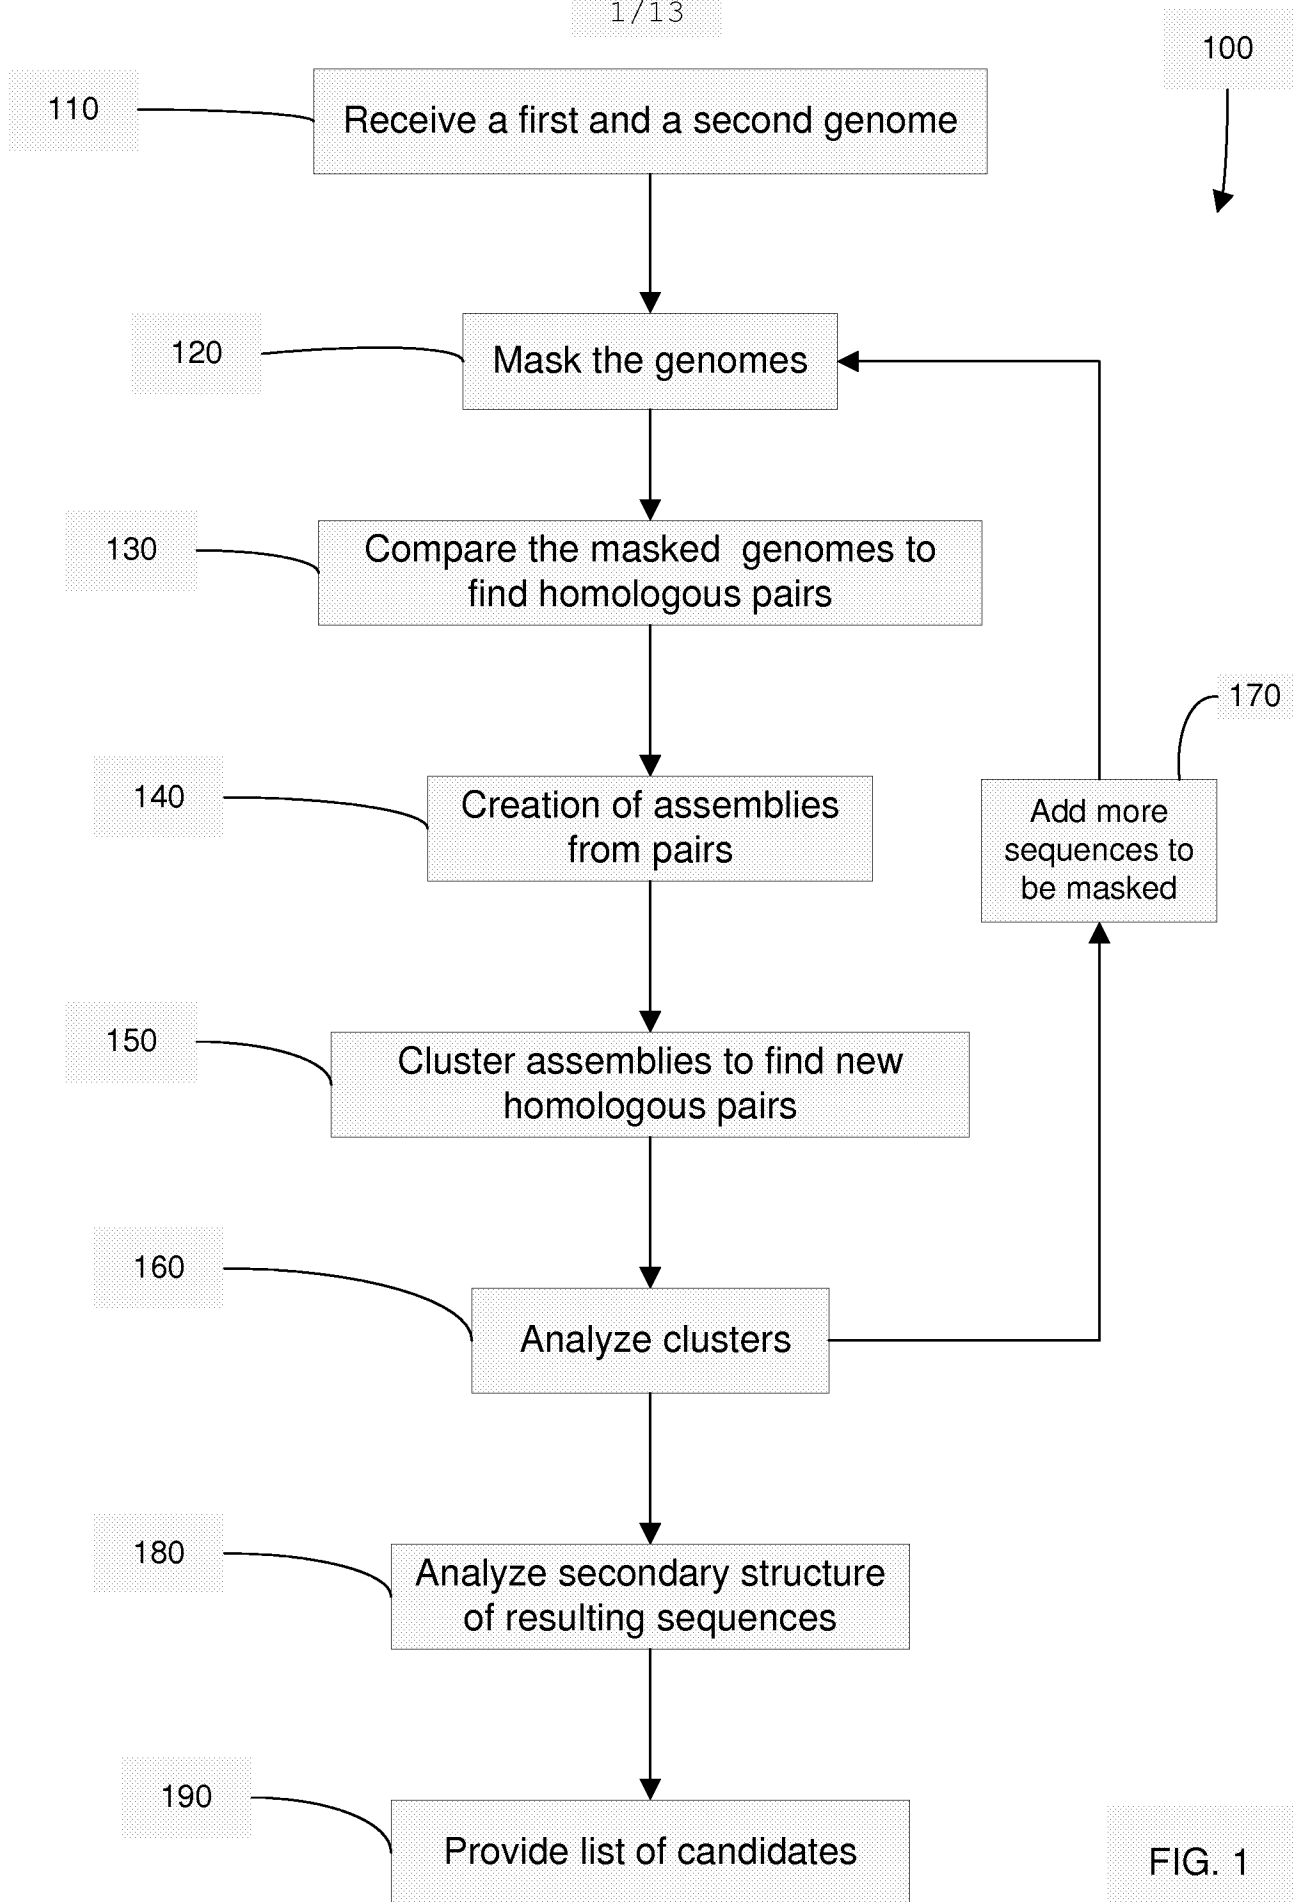 1/13
100
110
Receive a first and a second genome
120
Mask the genomes
130
Compare the masked genomes to
find homologous pairs
170
140
Creation of assemblies
from pairs
Add more
sequences to
be masked
150
Cluster assemblies to find new
homologous pairs
160
Analyze clusters
180
Analyze secondary structure
of resulting sequences
190
Provide list of candidates
FIG. 1